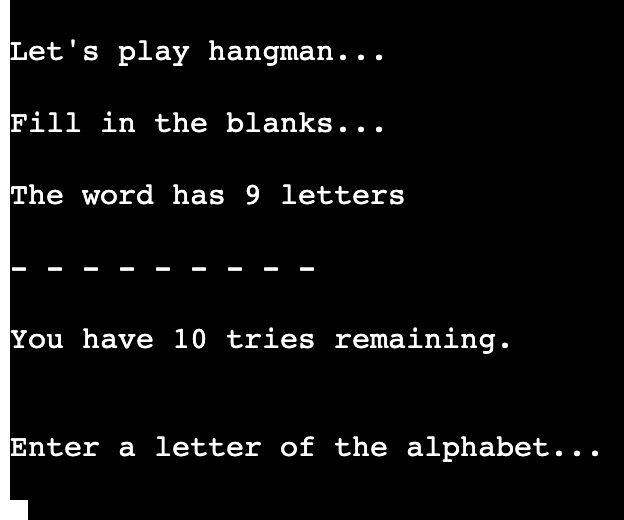 Let's play hangman...
Fill in the blanks...
The word has 9 letters
- - - - - - - - -
You have 10 tries remaining.
Enter a letter of the alphabet...